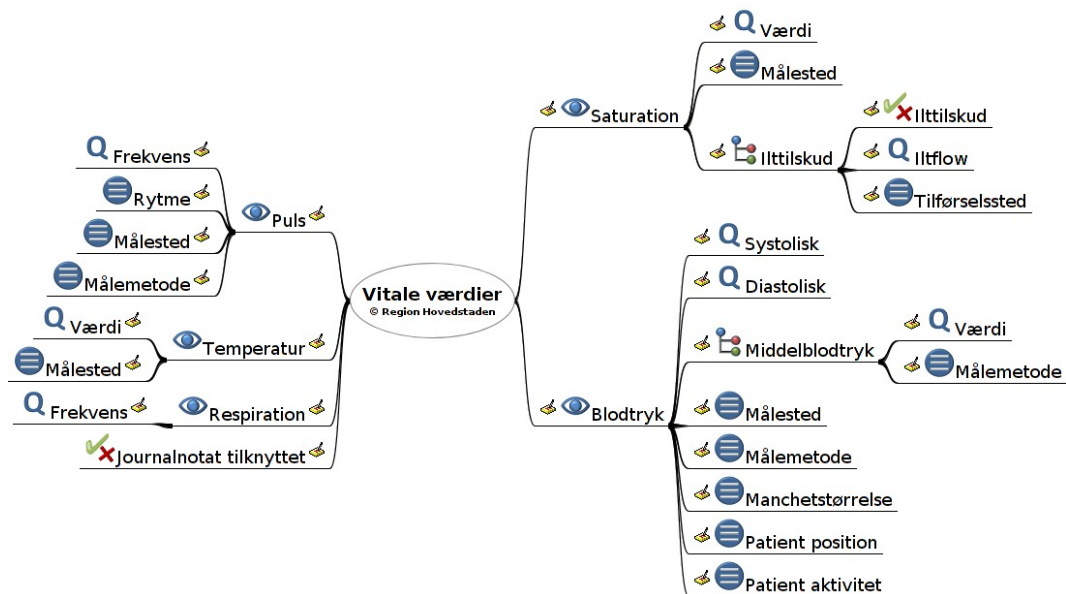 Vitale værdier
© Region Hovedstaden
Puls
Q Frekvens
Rytme
Målested
Målemetode
Temperatur
Q Værdi
Målested
Respiration
Q Frekvens
Journalnotat tilknyttet
Saturation
Q Værdi
Målested
Ilttilskud
Ilttilskud
Q Iltflow
Tilførselssted
Blodtryk
Q Systolisk
Q Diastolisk
Middelblodtryk
Q Værdi
Målemetode
Målested
Målemetode
Manchetstørrelse
Patient position
Patient aktivitet